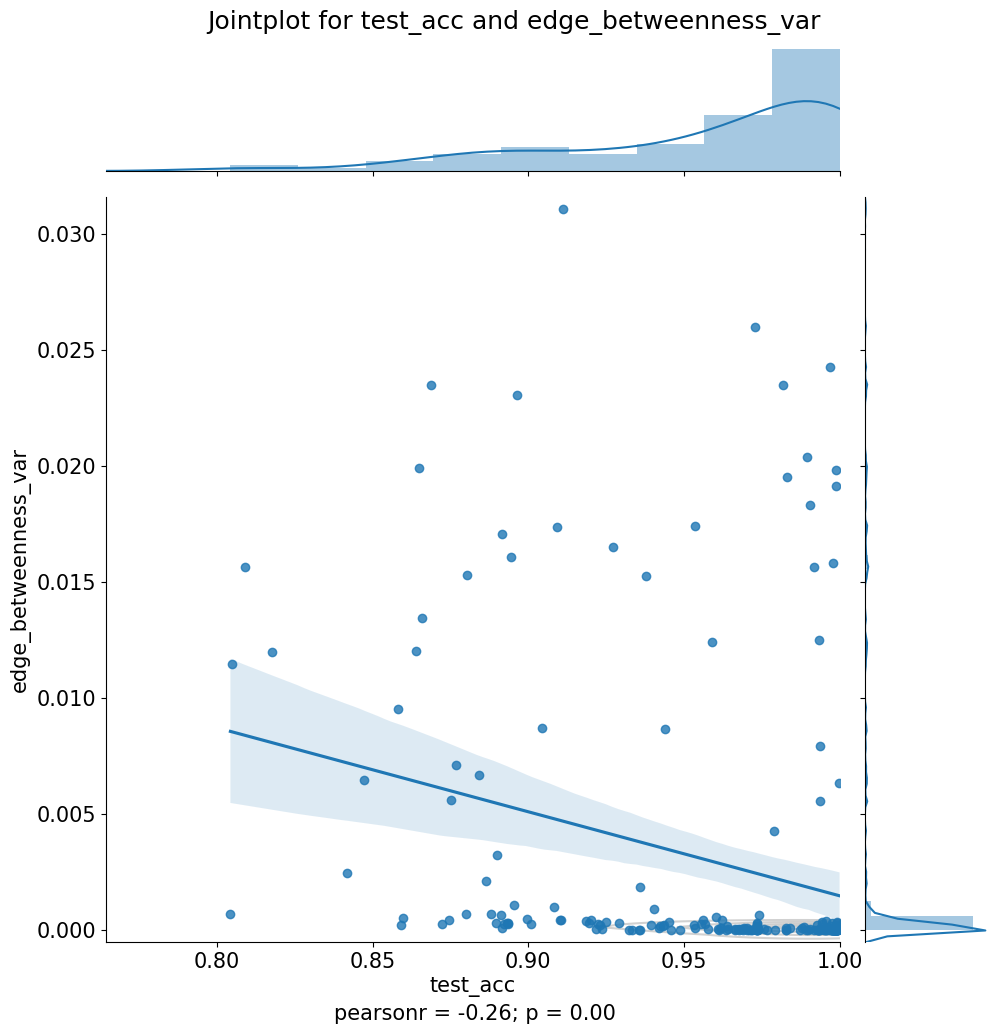 Jointplot for test_acc and edge_betweenness_var
0.030
0.025
0.020
0.015
0.010
0.005
0.000
edge_betweenness_var
0.80 0.85 0.90 0.95 1.00
test_acc
pearsonr = -0.26; p = 0.00